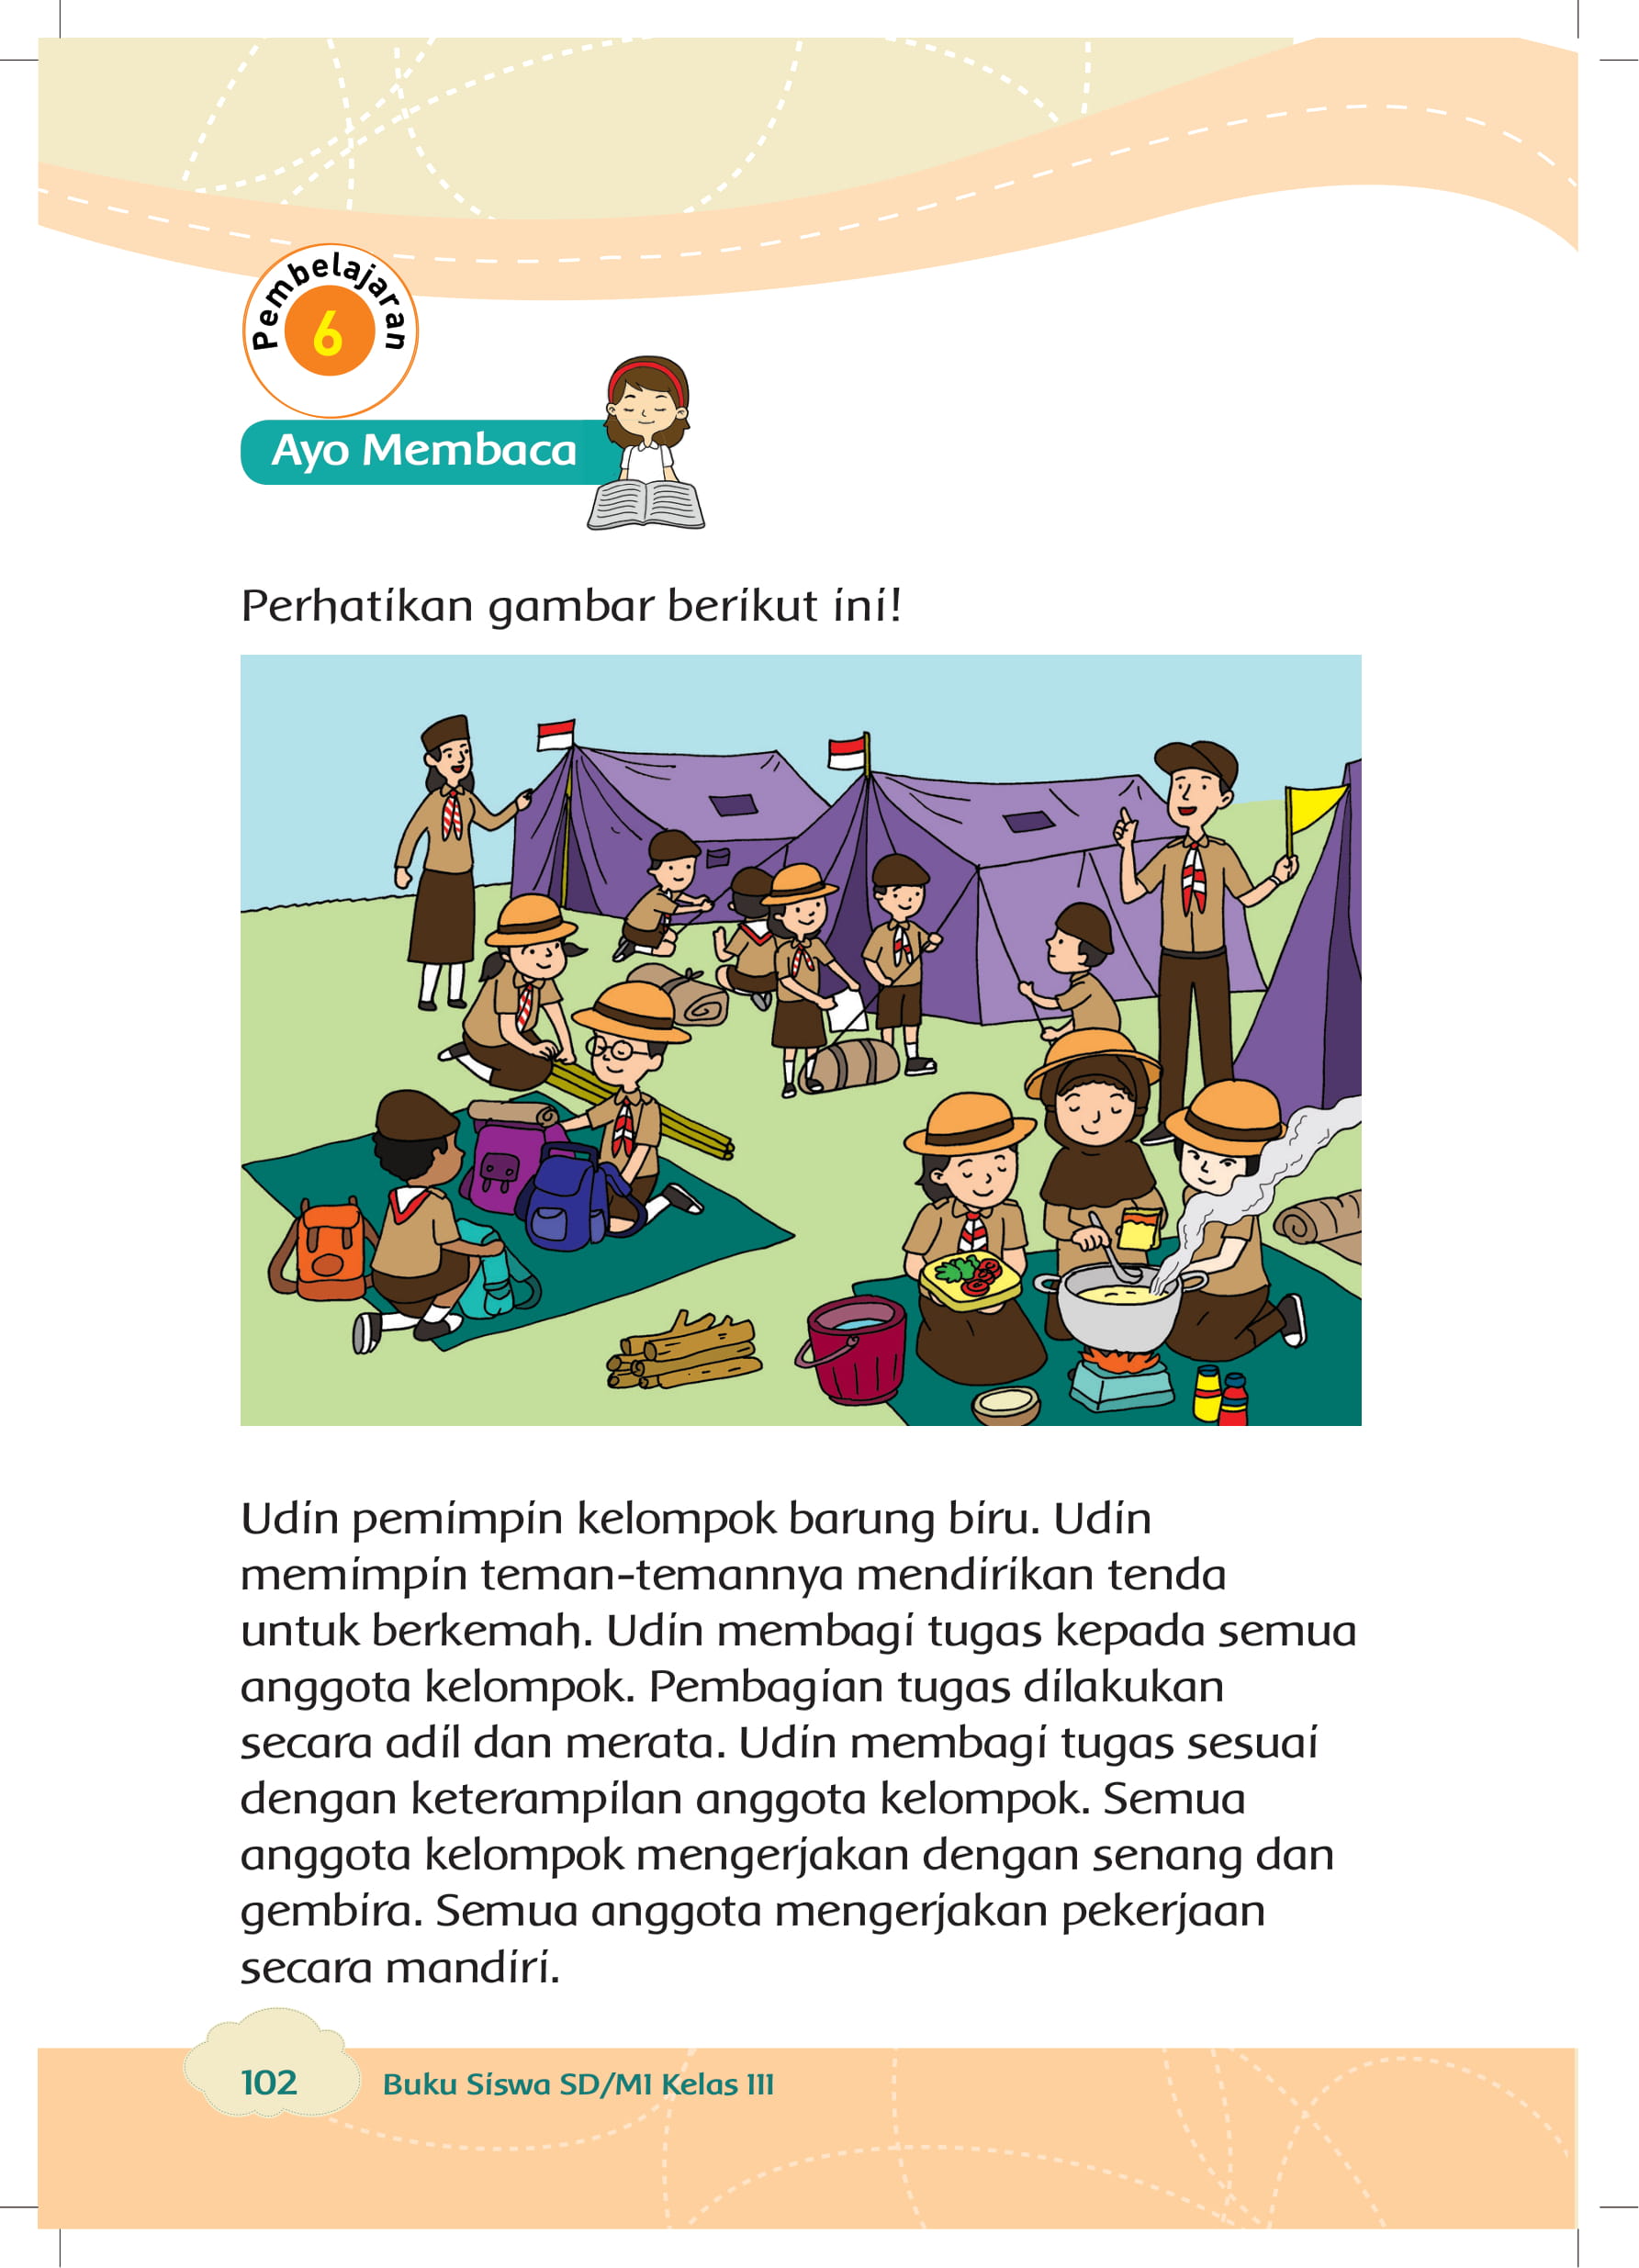 Pembelajaran
6
Ayo Membaca
Perhatikan gambar berikut ini!
Udin pemimpin kelompok barung biru. Udin
memimpin teman-temannya mendirikan tenda
untuk berkemah. Udin membagi tugas kepada semua
anggota kelompok. Pembagian tugas dilakukan
secara adil dan merata. Udin membagi tugas sesuai
dengan keterampilan anggota kelompok. Semua
anggota kelompok mengerjakan dengan senang dan
gembira. Semua anggota mengerjakan pekerjaan
secara mandiri.
102
Buku Siswa SD/MI Kelas III